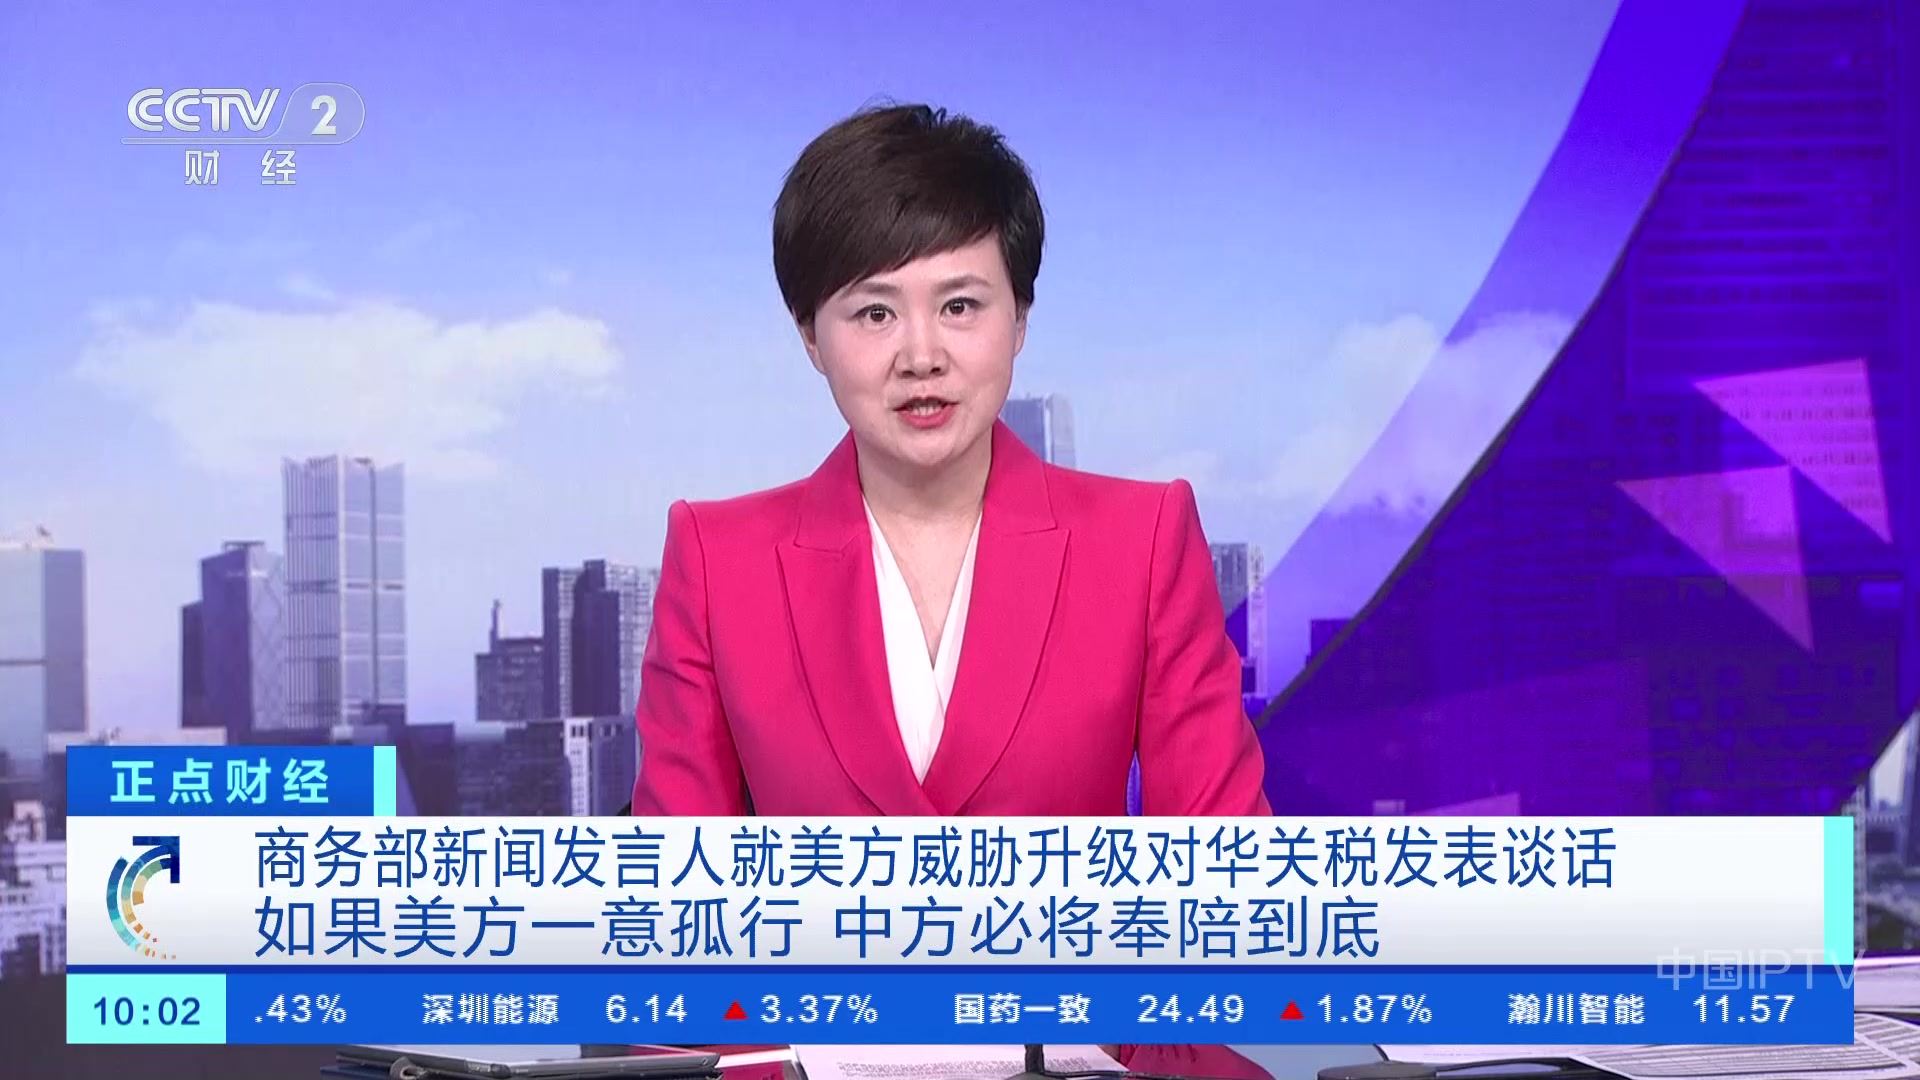 CCTV 2
财 经
正点财经
商务部新闻发言人就美方威胁升级对华关税发表谈话
如果美方一意孤行 中方必将奉陪到底
中国IPTV
10:02 .43% 深圳能源 6.14 ▲3.37% 国药一致 24.49 ▲1.87% 瀚川智能 11.57